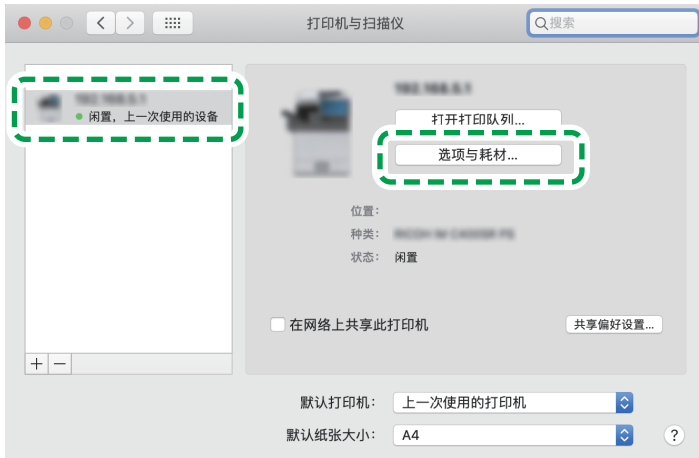 打印机与扫描仪
搜索
闲置，上一次使用的设备
打开打印队列...
选项与耗材...
位置：
种类：
状态： 闲置
在网络上共享此打印机
共享偏好设置...
+ −
默认打印机： 上一次使用的打印机
默认纸张大小： A4
?